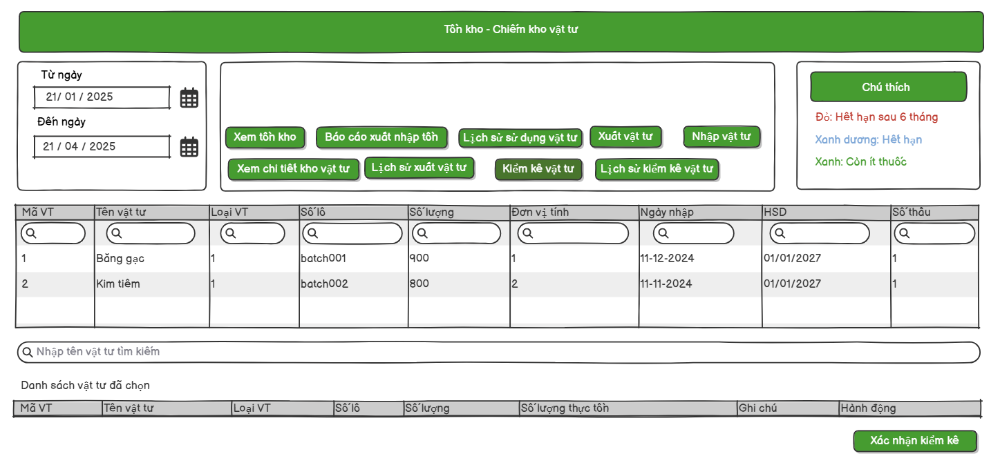 Tồn kho - Chiếm kho vật tư
Từ ngày
21/ 01 / 2025
Đến ngày
21 / 04 / 2025
Xem tồn kho
Báo cáo xuất nhập tồn
Lịch sử sử dụng vật tư
Xuất vật tư
Nhập vật tư
Xem chi tiết kho vật tư
Lịch sử xuất vật tư
Kiểm kê vật tư
Lịch sử kiểm kê vật tư
Chú thích
Đỏ: Hết hạn sau 6 tháng
Xanh dương: Hết hạn
Xanh: Còn ít thuốc
Mã VT Tên vật tư Loại VT Số lô Số lượng Đơn vị tính Ngày nhập HSD Số thầu
1 Băng gạc 1 batch001 900 1 11-12-2024 01/01/2027 1
2 Kim tiêm 1 batch002 800 2 11-11-2024 01/01/2027 1
Nhập tên vật tư tìm kiếm
Danh sách vật tư đã chọn
Mã VT Tên vật tư Loại VT Số lô Số lượng Số lượng thực tồn Ghi chú Hành động
Xác nhận kiểm kê